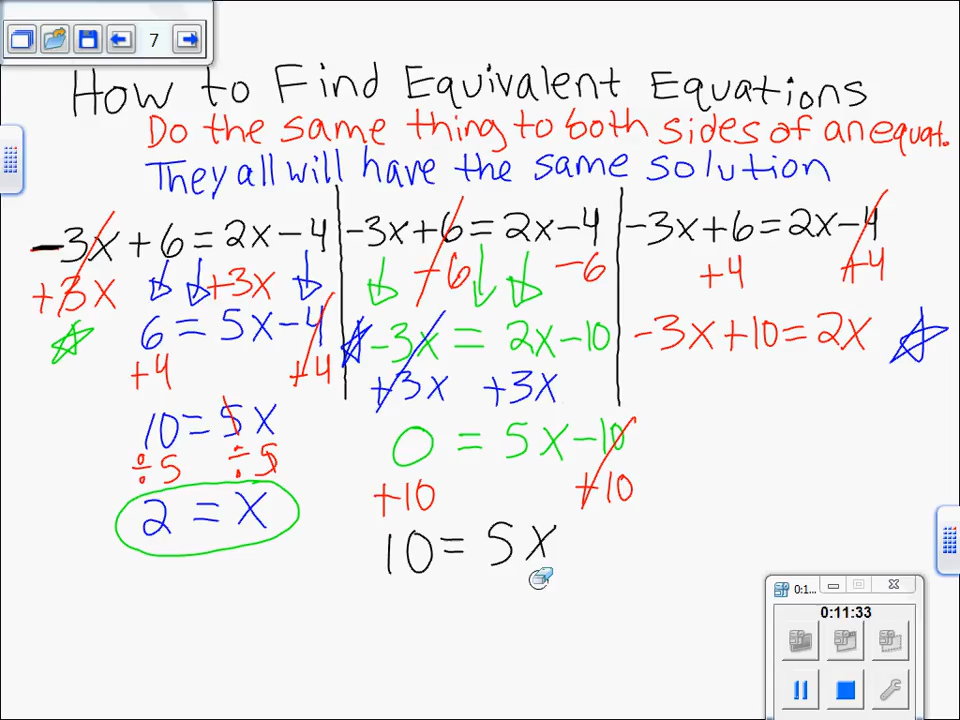 7
How to Find Equivalent Equations
Do the same thing to both sides of an equat.
They all will have the same solution
-3x + 6 = 2x - 4
+3x +3x
6 = 5x - 4
+4 +4
10 = 5x
÷5 ÷5
2 = x
-3x + 6 = 2x - 4
-6 -6
-3x = 2x - 10
+3x +3x
0 = 5x - 10
+10 +10
10 = 5x
-3x + 6 = 2x - 4
+4 +4
-3x + 10 = 2x
0:1...
0:11:33